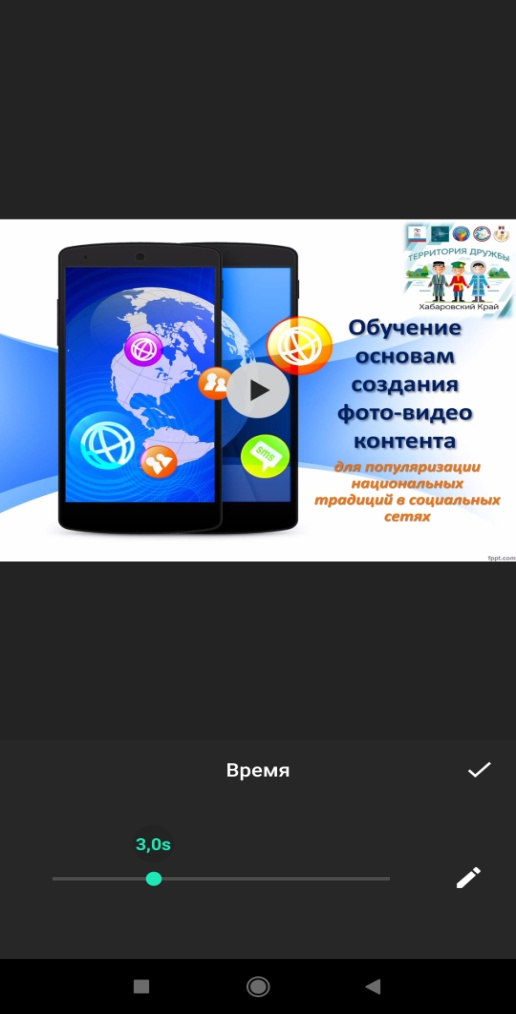 ТЕРРИТОРИЯ ДРУЖБЫ
Хабаровский Край
Обучение
основам
создания
фото-видео
контента
для популяризации
национальных
традиций в социальных
сетях
sms
fppt.com
Время
3,0s